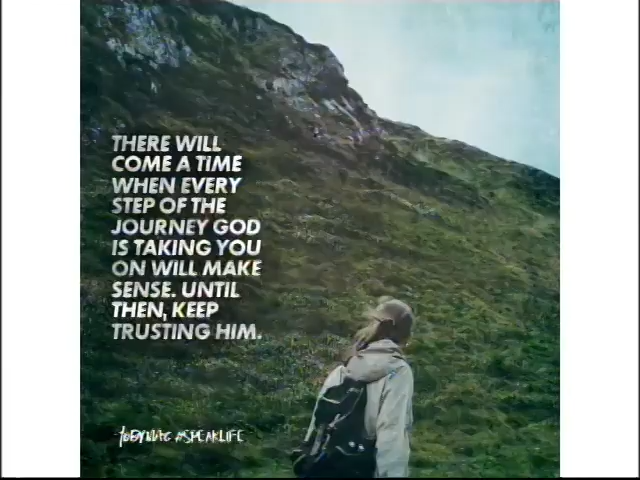 THERE WILL
COME A TIME
WHEN EVERY
STEP OF THE
JOURNEY GOD
IS TAKING YOU
ON WILL MAKE
SENSE. UNTIL
THEN, KEEP
TRUSTING HIM.
TOBYMAC #SPEAKLIFE